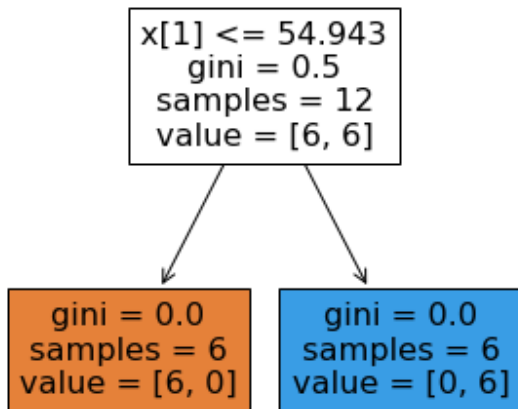 x[1] <= 54.943
gini = 0.5
samples = 12
value = [6, 6]
gini = 0.0
samples = 6
value = [6, 0]
gini = 0.0
samples = 6
value = [0, 6]